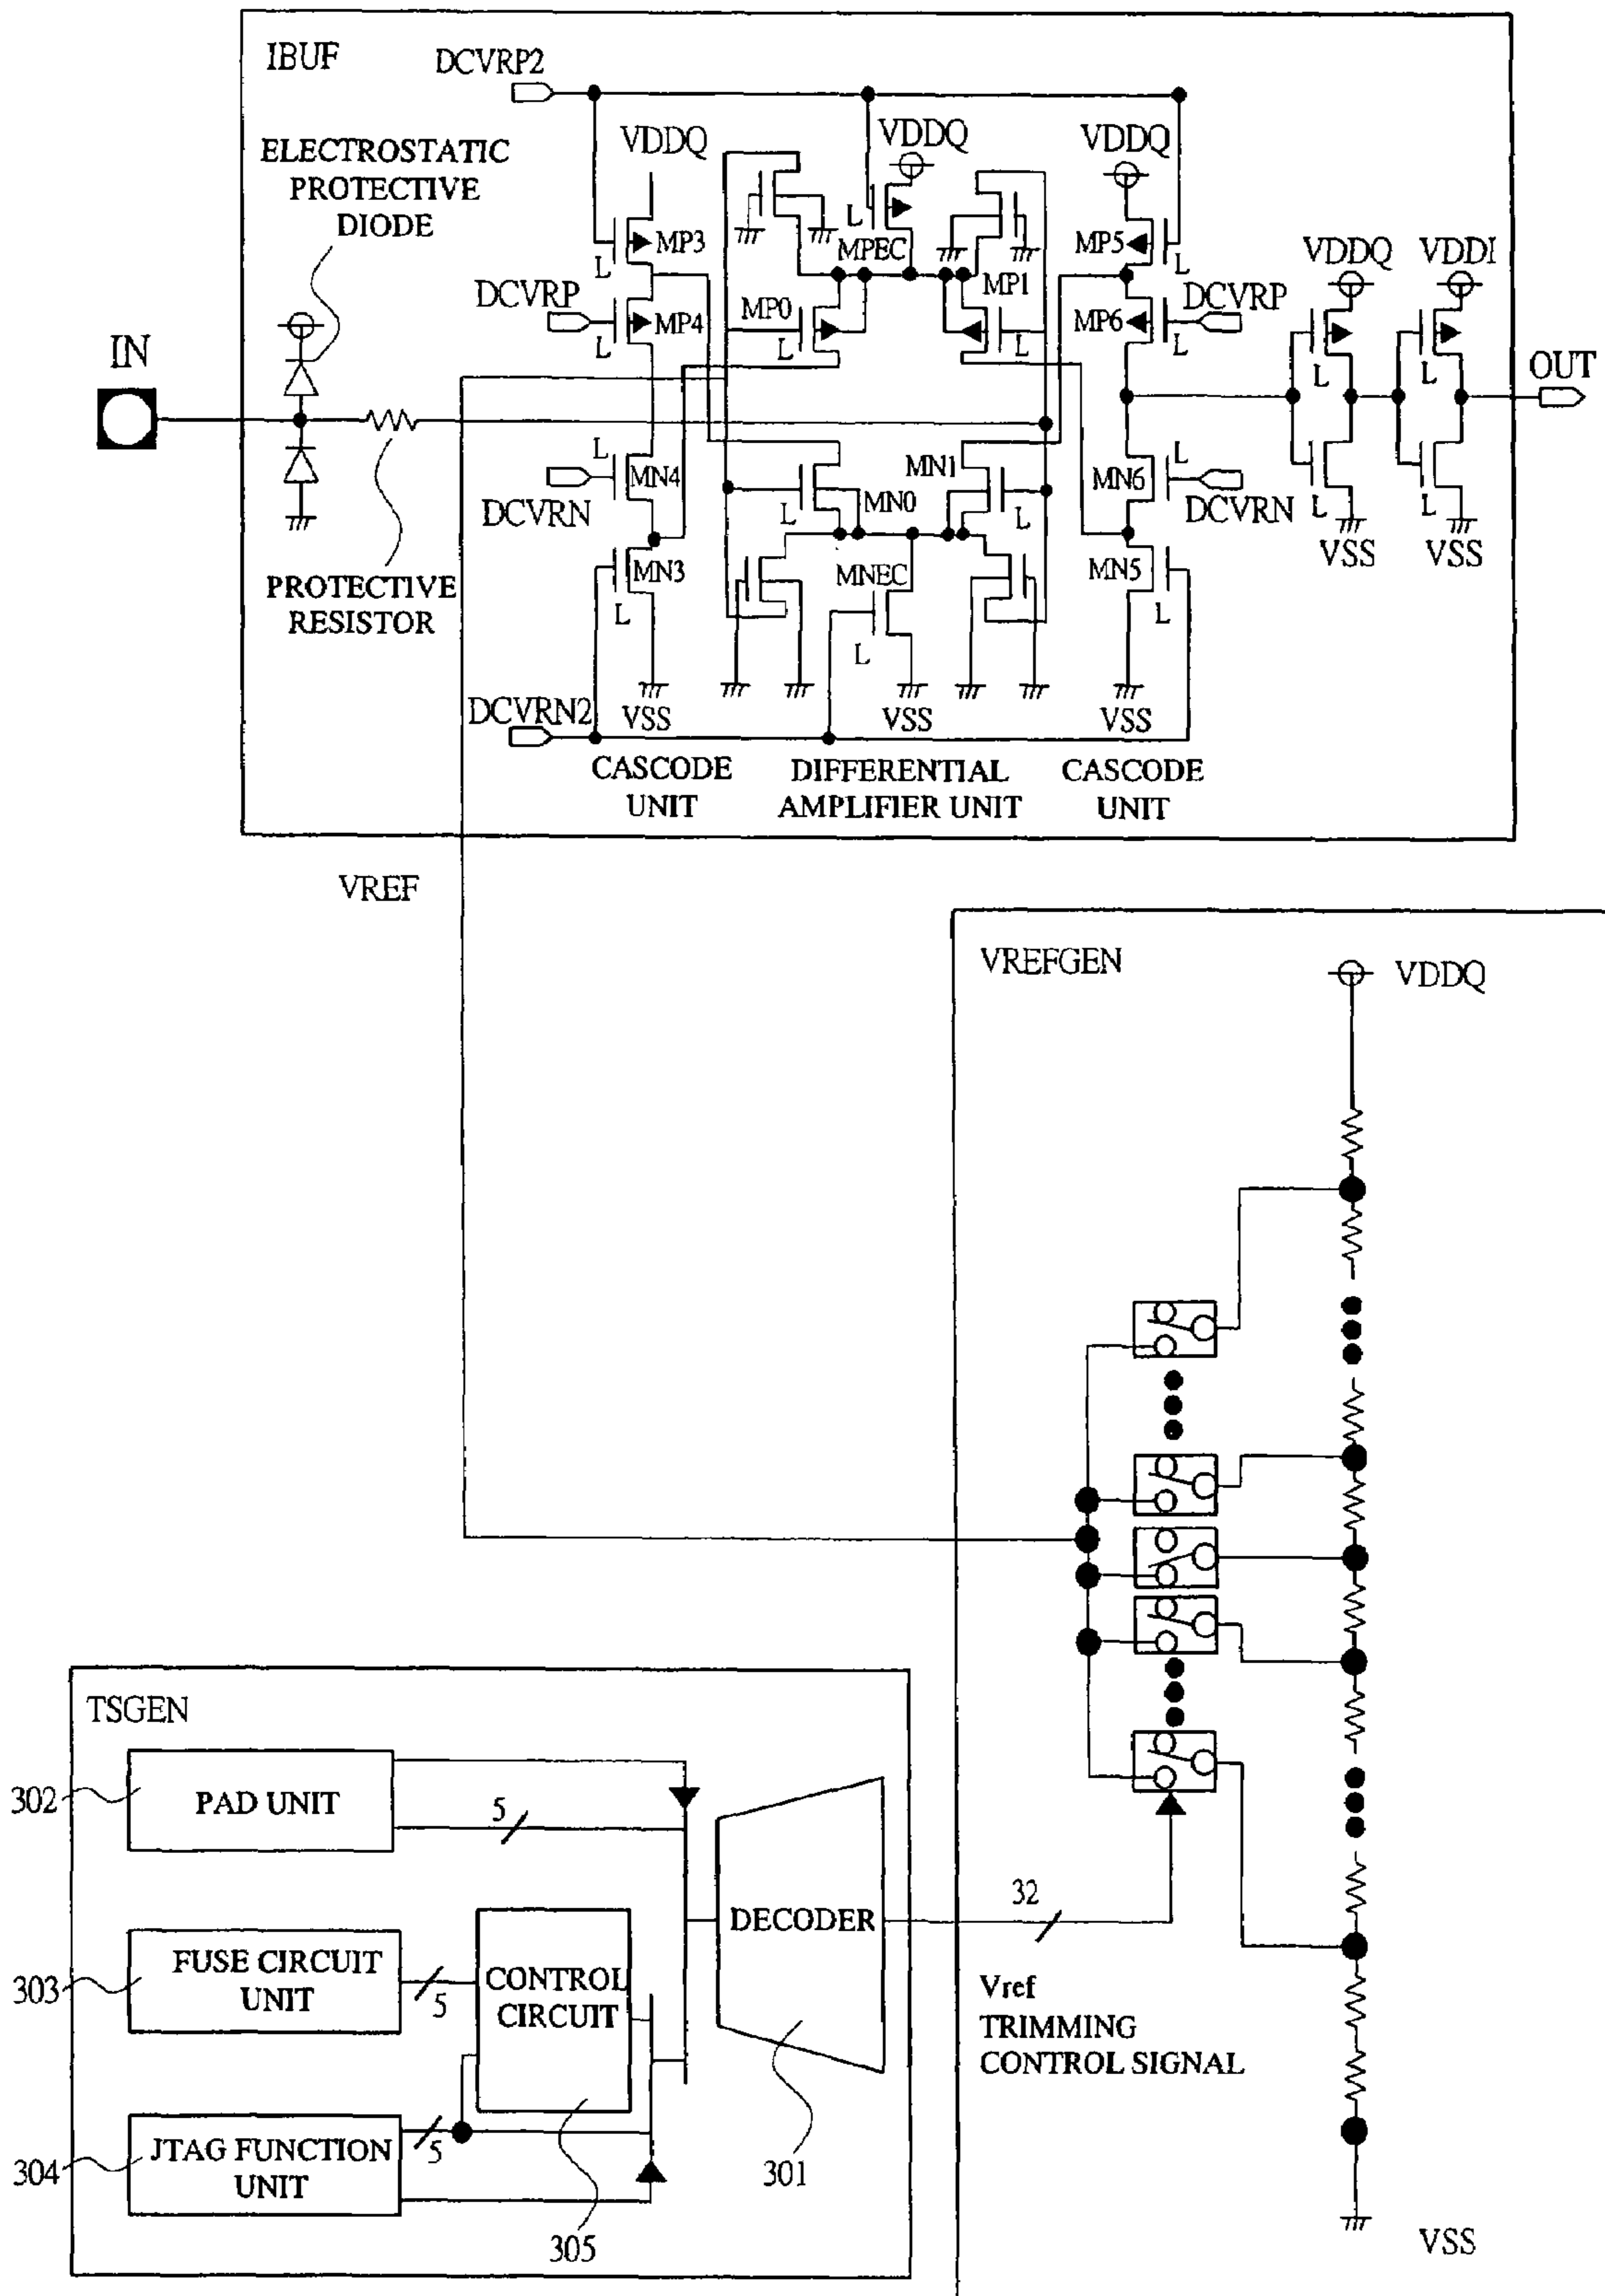 IBUF
DCVRP2
ELECTROSTATIC
PROTECTIVE
DIODE
VDDQ
VDDQ
VDDQ
L
MP3
L
MPEC
MP5
L
VDDQ
VDDI
DCVRP
MP4
L
MP0
L
MP1
L
MP6
L
DCVRP
L
L
IN
OUT
L
MN4
DCVRN
MN0
L
MN1
L
L
MN6
DCVRN
L
L
VSS
VSS
MN3
L
MNEC
L
MN5
L
PROTECTIVE
RESISTOR
VSS
VSS
VSS
DCVRN2
CASCODE
UNIT
DIFFERENTIAL
AMPLIFIER UNIT
CASCODE
UNIT
VREF
VREFGEN
VDDQ
TSGEN
302
PAD UNIT
5
303
FUSE CIRCUIT
UNIT
5
CONTROL
CIRCUIT
DECODER
32
Vref
TRIMMING
CONTROL SIGNAL
304
JTAG FUNCTION
UNIT
5
305
301
VSS